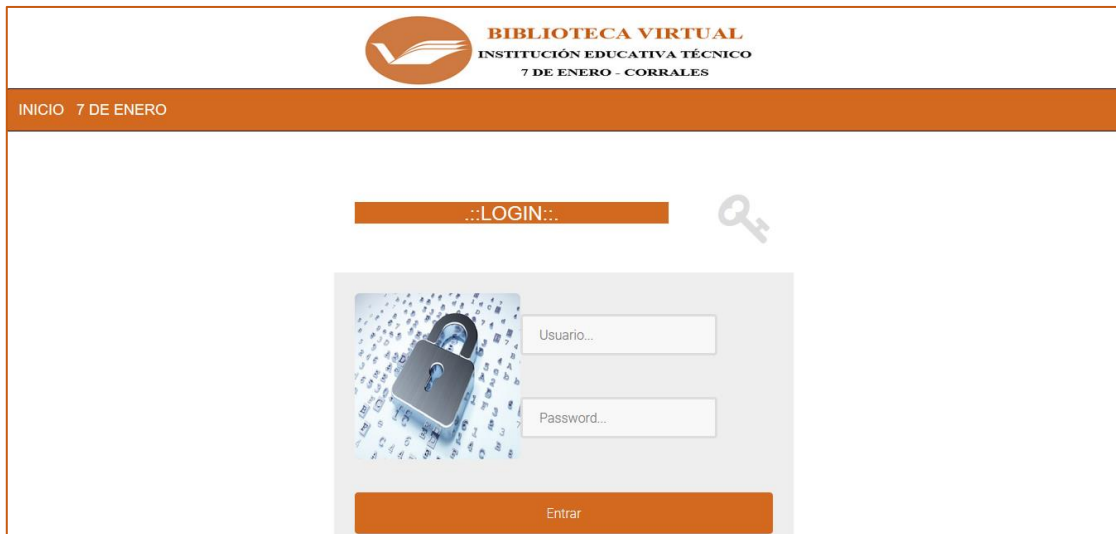 BIBLIOTECA VIRTUAL
INSTITUCIÓN EDUCATIVA TÉCNICO
7 DE ENERO - CORRALES
INICIO 7 DE ENERO
.::LOGIN::.
Usuario...
Password...
Entrar